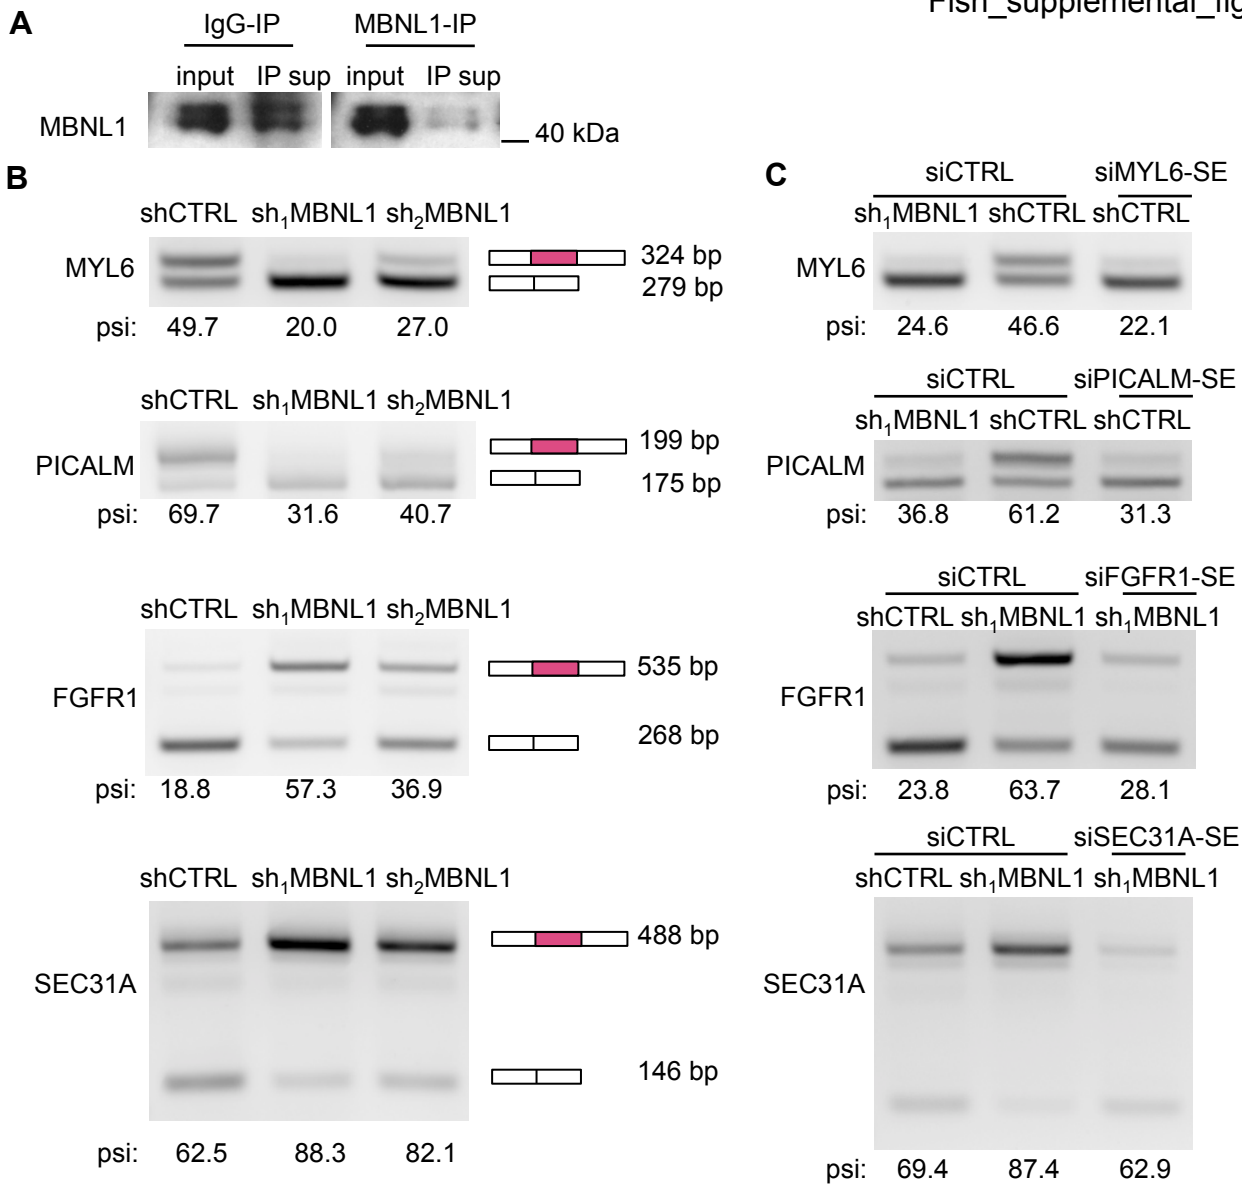 Fish_supplemental_fig
A
IgG-IP MBNL1-IP
input IP sup input IP sup
MBNL1
40 kDa
B
shCTRL sh₁MBNL1 sh₂MBNL1
MYL6
324 bp
279 bp
psi: 49.7 20.0 27.0
shCTRL sh₁MBNL1 sh₂MBNL1
PICALM
199 bp
175 bp
psi: 69.7 31.6 40.7
shCTRL sh₁MBNL1 sh₂MBNL1
FGFR1
535 bp
268 bp
psi: 18.8 57.3 36.9
shCTRL sh₁MBNL1 sh₂MBNL1
SEC31A
488 bp
146 bp
psi: 62.5 88.3 82.1
C
siCTRL siMYL6-SE
sh₁MBNL1 shCTRL shCTRL
MYL6
psi: 24.6 46.6 22.1
siCTRL siPICALM-SE
sh₁MBNL1 shCTRL shCTRL
PICALM
psi: 36.8 61.2 31.3
siCTRL siFGFR1-SE
shCTRL sh₁MBNL1 sh₁MBNL1
FGFR1
psi: 23.8 63.7 28.1
siCTRL siSEC31A-SE
shCTRL sh₁MBNL1 sh₁MBNL1
SEC31A
psi: 69.4 87.4 62.9